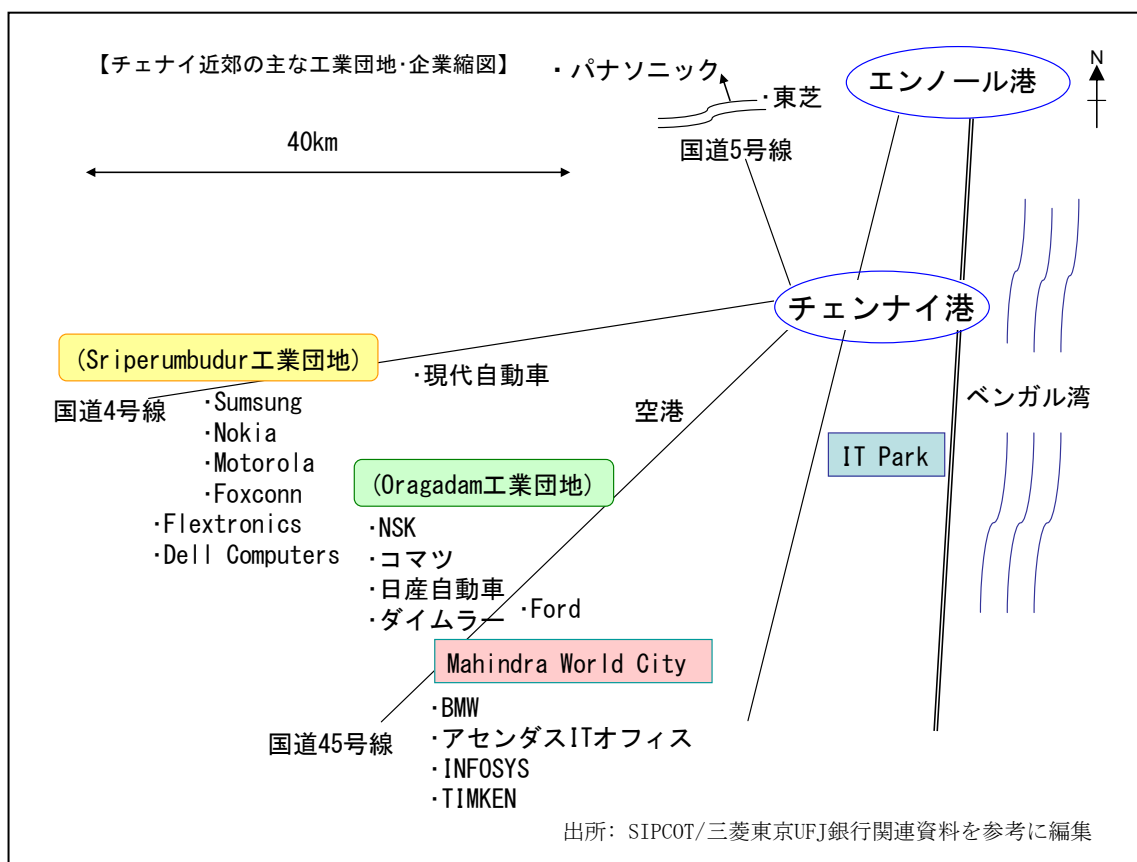 【チェナイ近郊の主な工業団地･企業縮図】
・パナソニック
エンノール港
N
・東芝
40km
国道5号線
チェンナイ港
(Sriperumbudur工業団地)
・現代自動車
国道4号線
ベンガル湾
・Sumsung
空港
・Nokia
・Motorola
IT Park
・Foxconn
(Oragadam工業団地)
・Flextronics
・NSK
・Dell Computers
・コマツ
・日産自動車
・Ford
・ダイムラー
Mahindra World City
・BMW
国道45号線
・アセンダスITオフィス
・INFOSYS
・TIMKEN
出所: SIPCOT/三菱東京UFJ銀行関連資料を参考に編集